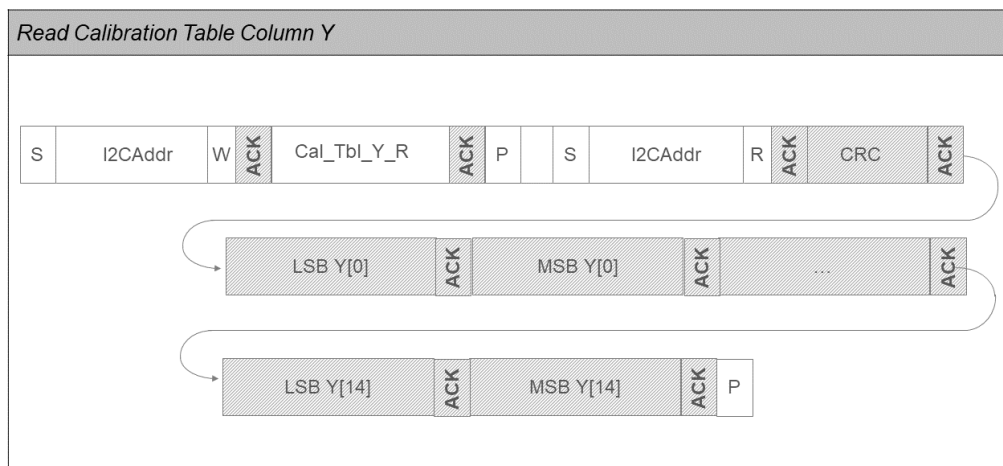 Read Calibration Table Column Y
S I2CAddr W ACK Cal_Tbl_Y_R ACK P S I2CAddr R ACK CRC ACK
LSB Y[0] ACK MSB Y[0] ACK ... ACK
LSB Y[14] ACK MSB Y[14] ACK P